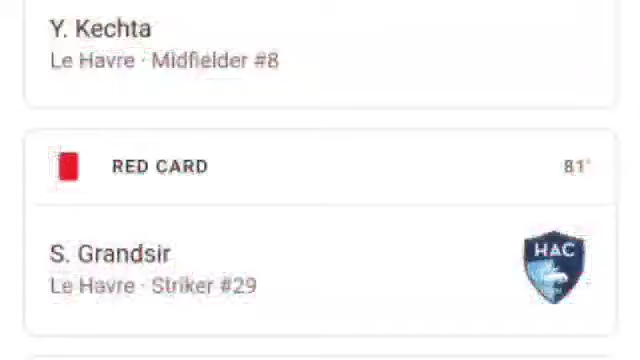 Y. Kechta
Le Havre · Midfielder #8
RED CARD 81'
S. Grandsir
HAC
Le Havre · Striker #29